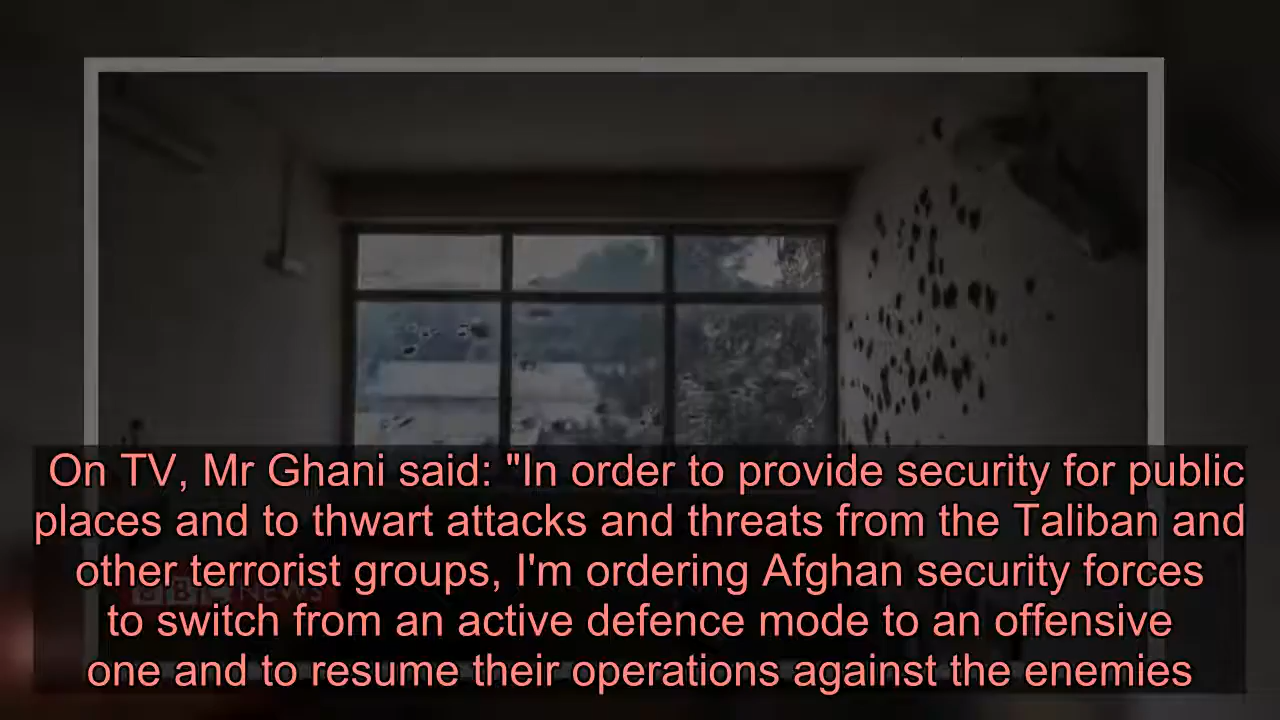 On TV, Mr Ghani said: "In order to provide security for public
places and to thwart attacks and threats from the Taliban and
other terrorist groups, I'm ordering Afghan security forces
to switch from an active defence mode to an offensive
one and to resume their operations against the enemies
BBC NEWS